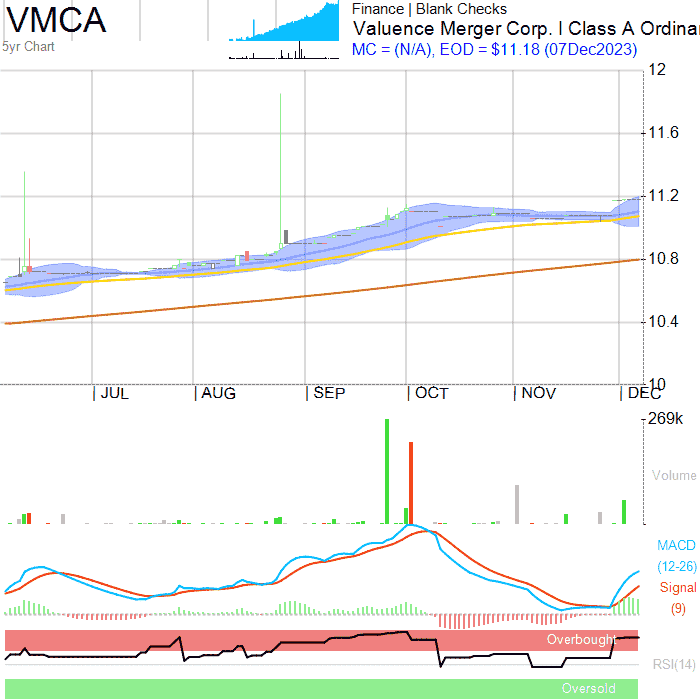 VMCA
5yr Chart
Finance | Blank Checks
Valuence Merger Corp. I Class A Ordinar
MC = (N/A), EOD = $11.18 (07Dec2023)
12
11.6
11.2
10.8
10.4
10
JUL AUG SEP OCT NOV DEC
269k
Volume
MACD
(12-26)
Signal
(9)
Overbought
RSI(14)
Oversold